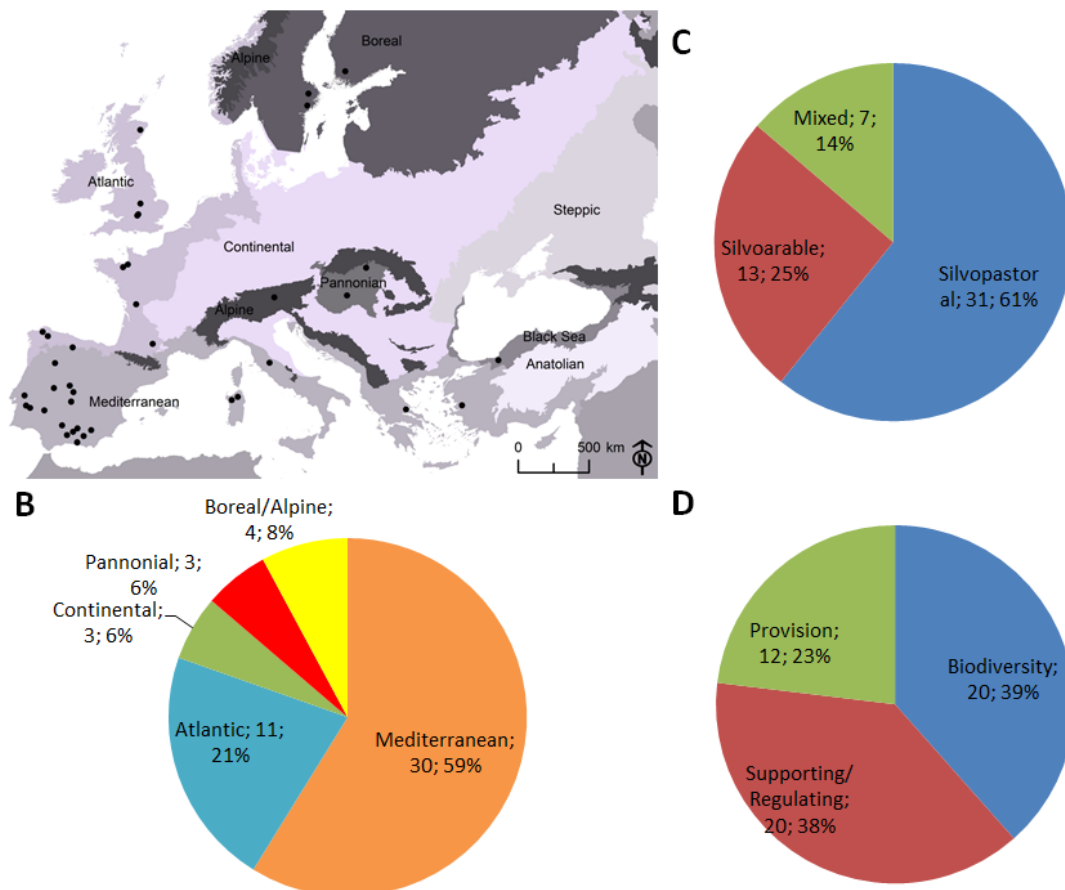 Boreal
Alpine
Atlantic
Steppic
Continental
Pannonian
Alpine
Black Sea
Anatolian
Mediterranean
0 500 km
N
C
Mixed; 7;
14%
Silvoarable;
13; 25%
Silvopastor
al; 31; 61%
B
Boreal/Alpine;
4; 8%
Pannonial; 3;
6%
Continental;
3; 6%
Atlantic; 11;
21%
Mediterranean;
30; 59%
D
Provision;
12; 23%
Biodiversity;
20; 39%
Supporting/
Regulating;
20; 38%